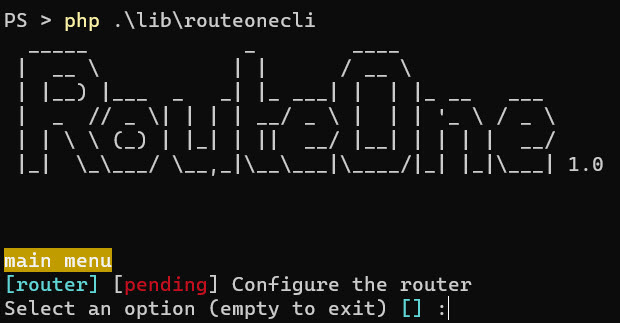 PS > php .\lib\routeonecli
RouteOne 1.0
main menu
[router] [pending] Configure the router
Select an option (empty to exit) [] :